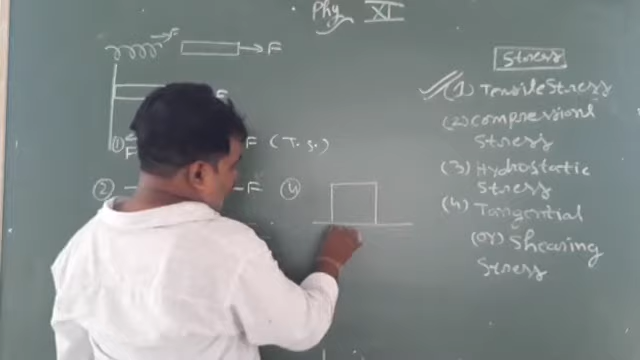 Phy XI
F
F
Stress
(1) Tensile Stress
F
(2) Compressionl
Stress
① F (T. S.)
F
(3) Hydrostatic
Stress
② F ④
(4) Tangential
(or) Shearing
Stress